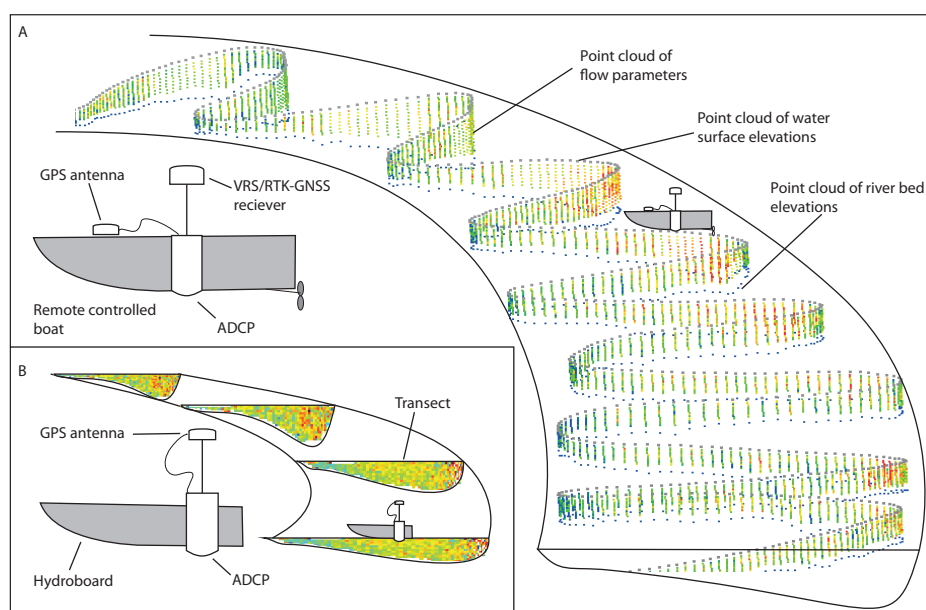 A
Point cloud of
flow parameters
Point cloud of water
surface elevations
GPS antenna
VRS/RTK-GNSS
reciever
Point cloud of river bed
elevations
Remote controlled
boat
ADCP
B
Transect
GPS antenna
Hydroboard
ADCP